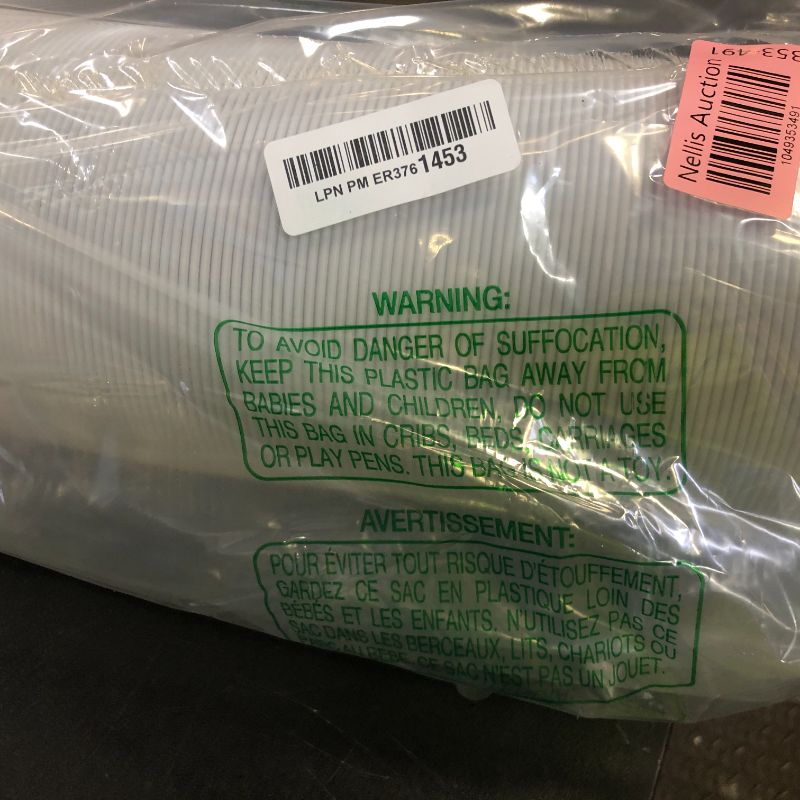 853-491
Nellis Auction
1049353491
LPN PM ER376 1453
WARNING:
TO AVOID DANGER OF SUFFOCATION,
KEEP THIS PLASTIC BAG AWAY FROM
BABIES AND CHILDREN, DO NOT USE
THIS BAG IN CRIBS, BEDS, CARRIAGES
OR PLAY PENS. THIS BAG IS NOT A TOY.
AVERTISSEMENT:
POUR ÉVITER TOUT RISQUE D'ÉTOUFFEMENT,
GARDEZ CE SAC EN PLASTIQUE LOIN DES
BÉBÉS ET LES ENFANTS. N'UTILISEZ PAS CE
SAC DANS LES BERCEAUX, LITS, CHARIOTS OU
BEBE. CE SAC N'EST PAS UN JOUET.